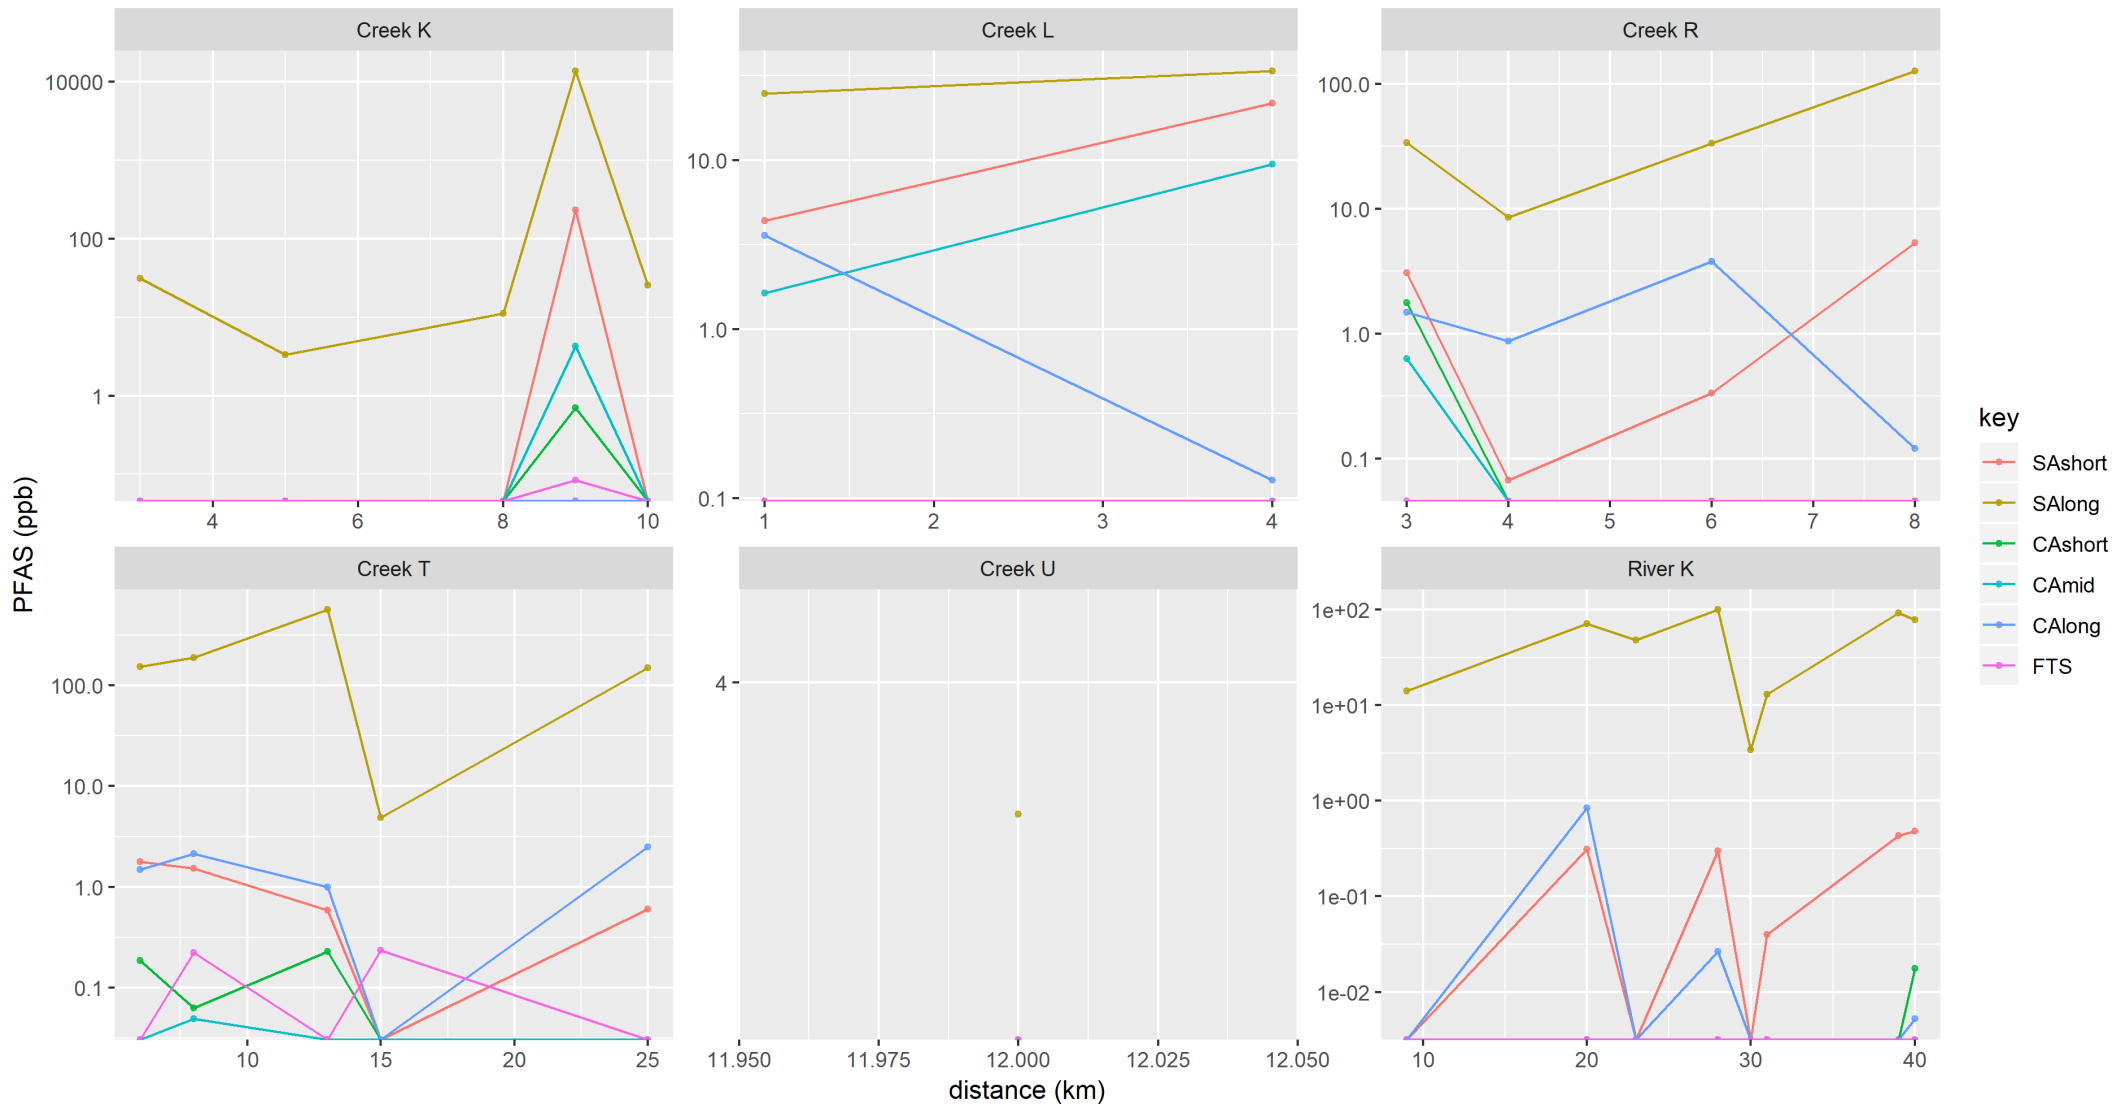 Creek K
Creek L
Creek R
10000
100
1
4
6
8
10
10.0
1.0
0.1
1
2
3
4
100.0
10.0
1.0
0.1
3
4
5
6
7
8
Creek T
Creek U
River K
100.0
10.0
1.0
0.1
10
15
20
25
4
11.950
11.975
12.000
12.025
12.050
1e+02
1e+01
1e+00
1e-01
1e-02
10
20
30
40
PFAS (ppb)
distance (km)
key
SAshort
SAlong
CAshort
CAmid
CAlong
FTS